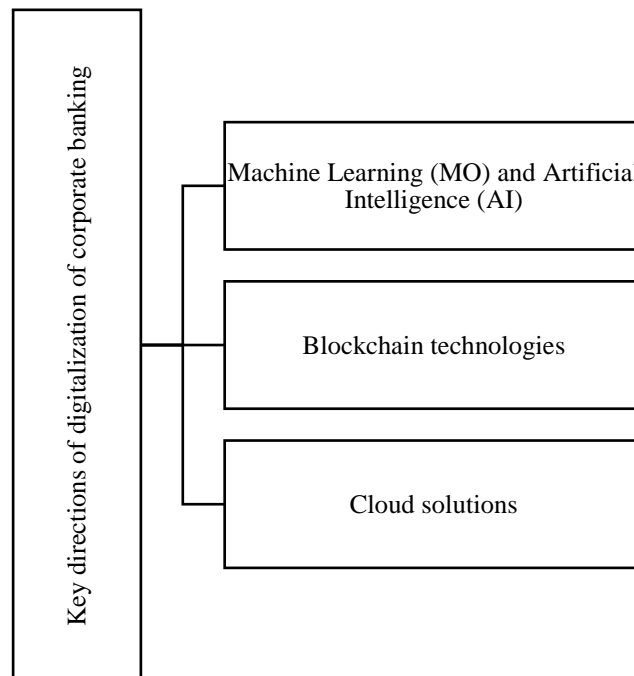 Key directions of digitalization of corporate banking
Machine Learning (MO) and Artificial
Intelligence (AI)
Blockchain technologies
Cloud solutions